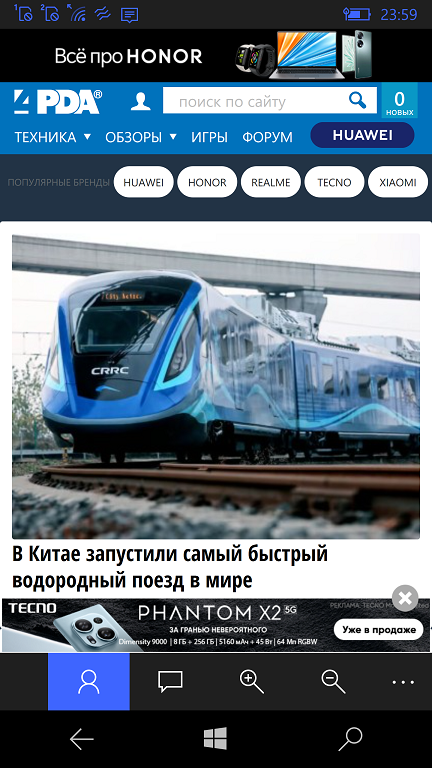 23:59
Всё про HONOR
4PDA®
поиск по сайту
0
новых
ТЕХНИКА
ОБЗОРЫ
ИГРЫ
ФОРУМ
HUAWEI
ПОПУЛЯРНЫЕ БРЕНДЫ
HUAWEI
HONOR
REALME
TECNO
XIAOMI
CRRC
В Китае запустили самый быстрый
водородный поезд в мире
TECNO
PHANTOM X2 5G
ЗА ГРАНЬЮ НЕВЕРОЯТНОГО
Dimensity 9000 | 8 ГБ + 256 ГБ | 5160 мАч + 45 Вт | 64 Мп RGBW
РЕКЛАМА: TECNO
Уже в продаже